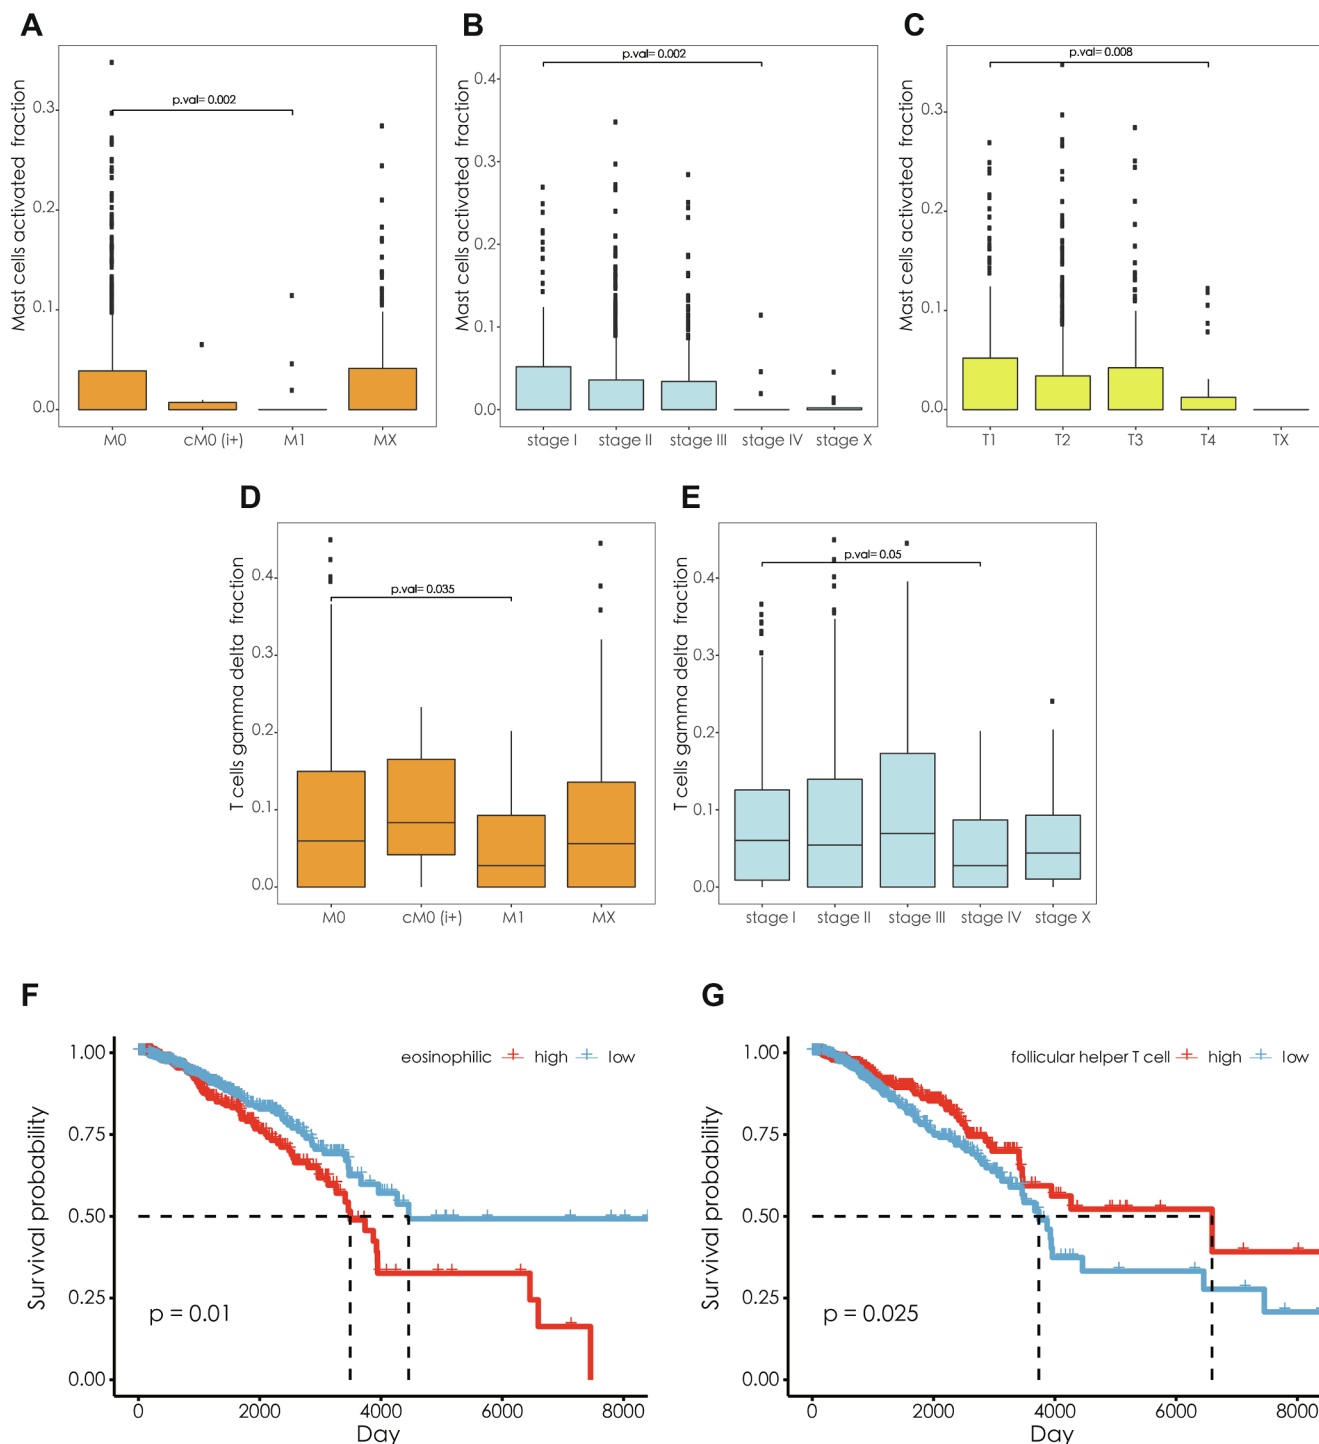 A
Mast cells activated fraction
0.3
0.2
0.1
0.0
p.val= 0.002
M0
cM0 (i+)
M1
MX
B
Mast cells activated fraction
0.4
0.3
0.2
0.1
0.0
p.val= 0.002
stage I
stage II
stage III
stage IV
stage X
C
Mast cells activated fraction
0.3
0.2
0.1
0.0
p.val= 0.008
T1
T2
T3
T4
TX
D
T cells gamma delta fraction
0.4
0.3
0.2
0.1
0.0
p.val= 0.035
M0
cM0 (i+)
M1
MX
E
T cells gamma delta fraction
0.4
0.3
0.2
0.1
0.0
p.val= 0.05
stage I
stage II
stage III
stage IV
stage X
F
Survival probability
1.00
0.75
0.50
0.25
0.00
eosinophilic high low
p = 0.01
0
2000
4000
6000
8000
Day
G
Survival probability
1.00
0.75
0.50
0.25
0.00
follicular helper T cell high low
p = 0.025
0
2000
4000
6000
8000
Day